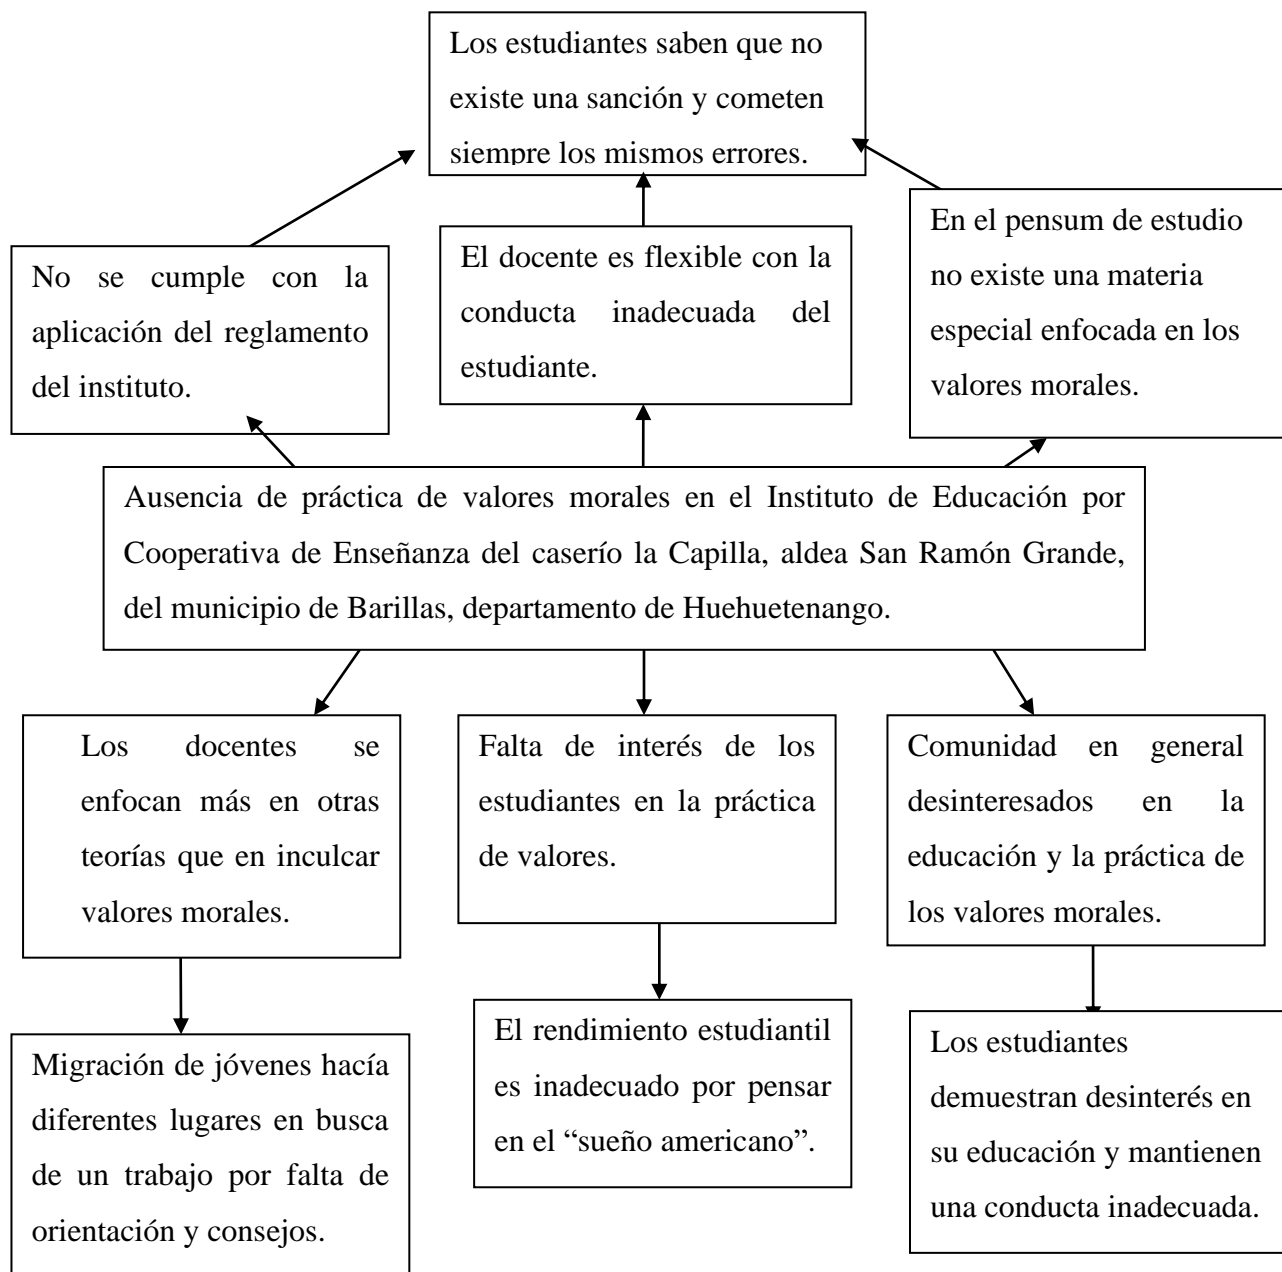 Los estudiantes saben que no
existe una sanción y cometen
siempre los mismos errores.
No se cumple con la
aplicación del reglamento
del instituto.
El docente es flexible con la
conducta inadecuada del
estudiante.
En el pensum de estudio
no existe una materia
especial enfocada en los
valores morales.
Ausencia de práctica de valores morales en el Instituto de Educación por
Cooperativa de Enseñanza del caserío la Capilla, aldea San Ramón Grande,
del municipio de Barillas, departamento de Huehuetenango.
Los docentes se
enfocan más en otras
teorías que en inculcar
valores morales.
Falta de interés de los
estudiantes en la práctica
de valores.
Comunidad en general
desinteresados en la
educación y la práctica de
los valores morales.
Migración de jóvenes hacía
diferentes lugares en busca
de un trabajo por falta de
orientación y consejos.
El rendimiento estudiantil
es inadecuado por pensar
en el “sueño americano”.
Los estudiantes
demuestran desinterés en
su educación y mantienen
una conducta inadecuada.